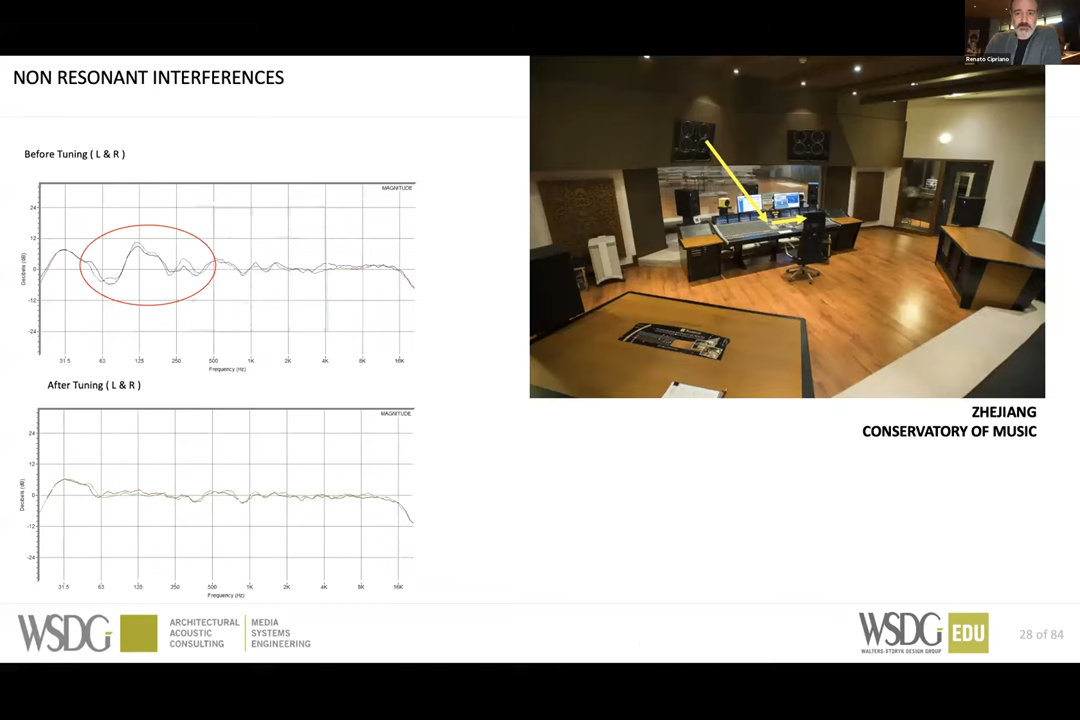 Renato Cipriano
NON RESONANT INTERFERENCES
Before Tuning ( L & R )
MAGNITUDE
24
12
0
-12
-24
Decibels (dB)
31.5 63 125 250 500 1K 2K 4K 8K 16K
Frequency (Hz)
After Tuning ( L & R )
MAGNITUDE
24
12
0
-12
-24
Decibels (dB)
31.5 63 125 250 500 1K 2K 4K 8K 16K
Frequency (Hz)
ZHEJIANG
CONSERVATORY OF MUSIC
WSDG
ARCHITECTURAL
ACOUSTIC
CONSULTING
MEDIA
SYSTEMS
ENGINEERING
WSDG
WALTERS-STORYK DESIGN GROUP
EDU
28 of 84